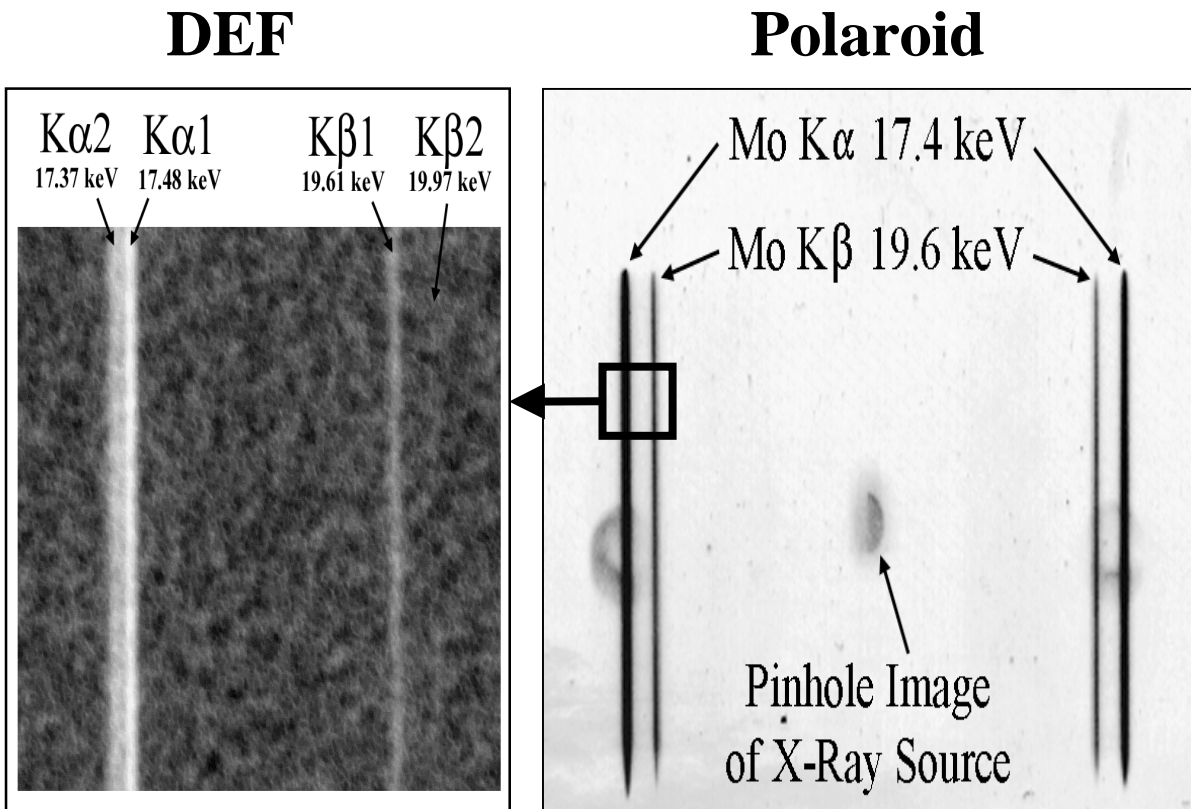 DEF
Polaroid
Kα2 Kα1 Kβ1 Kβ2
17.37 keV 17.48 keV 19.61 keV 19.97 keV
Mo Kα 17.4 keV
Mo Kβ 19.6 keV
Pinhole Image
of X-Ray Source